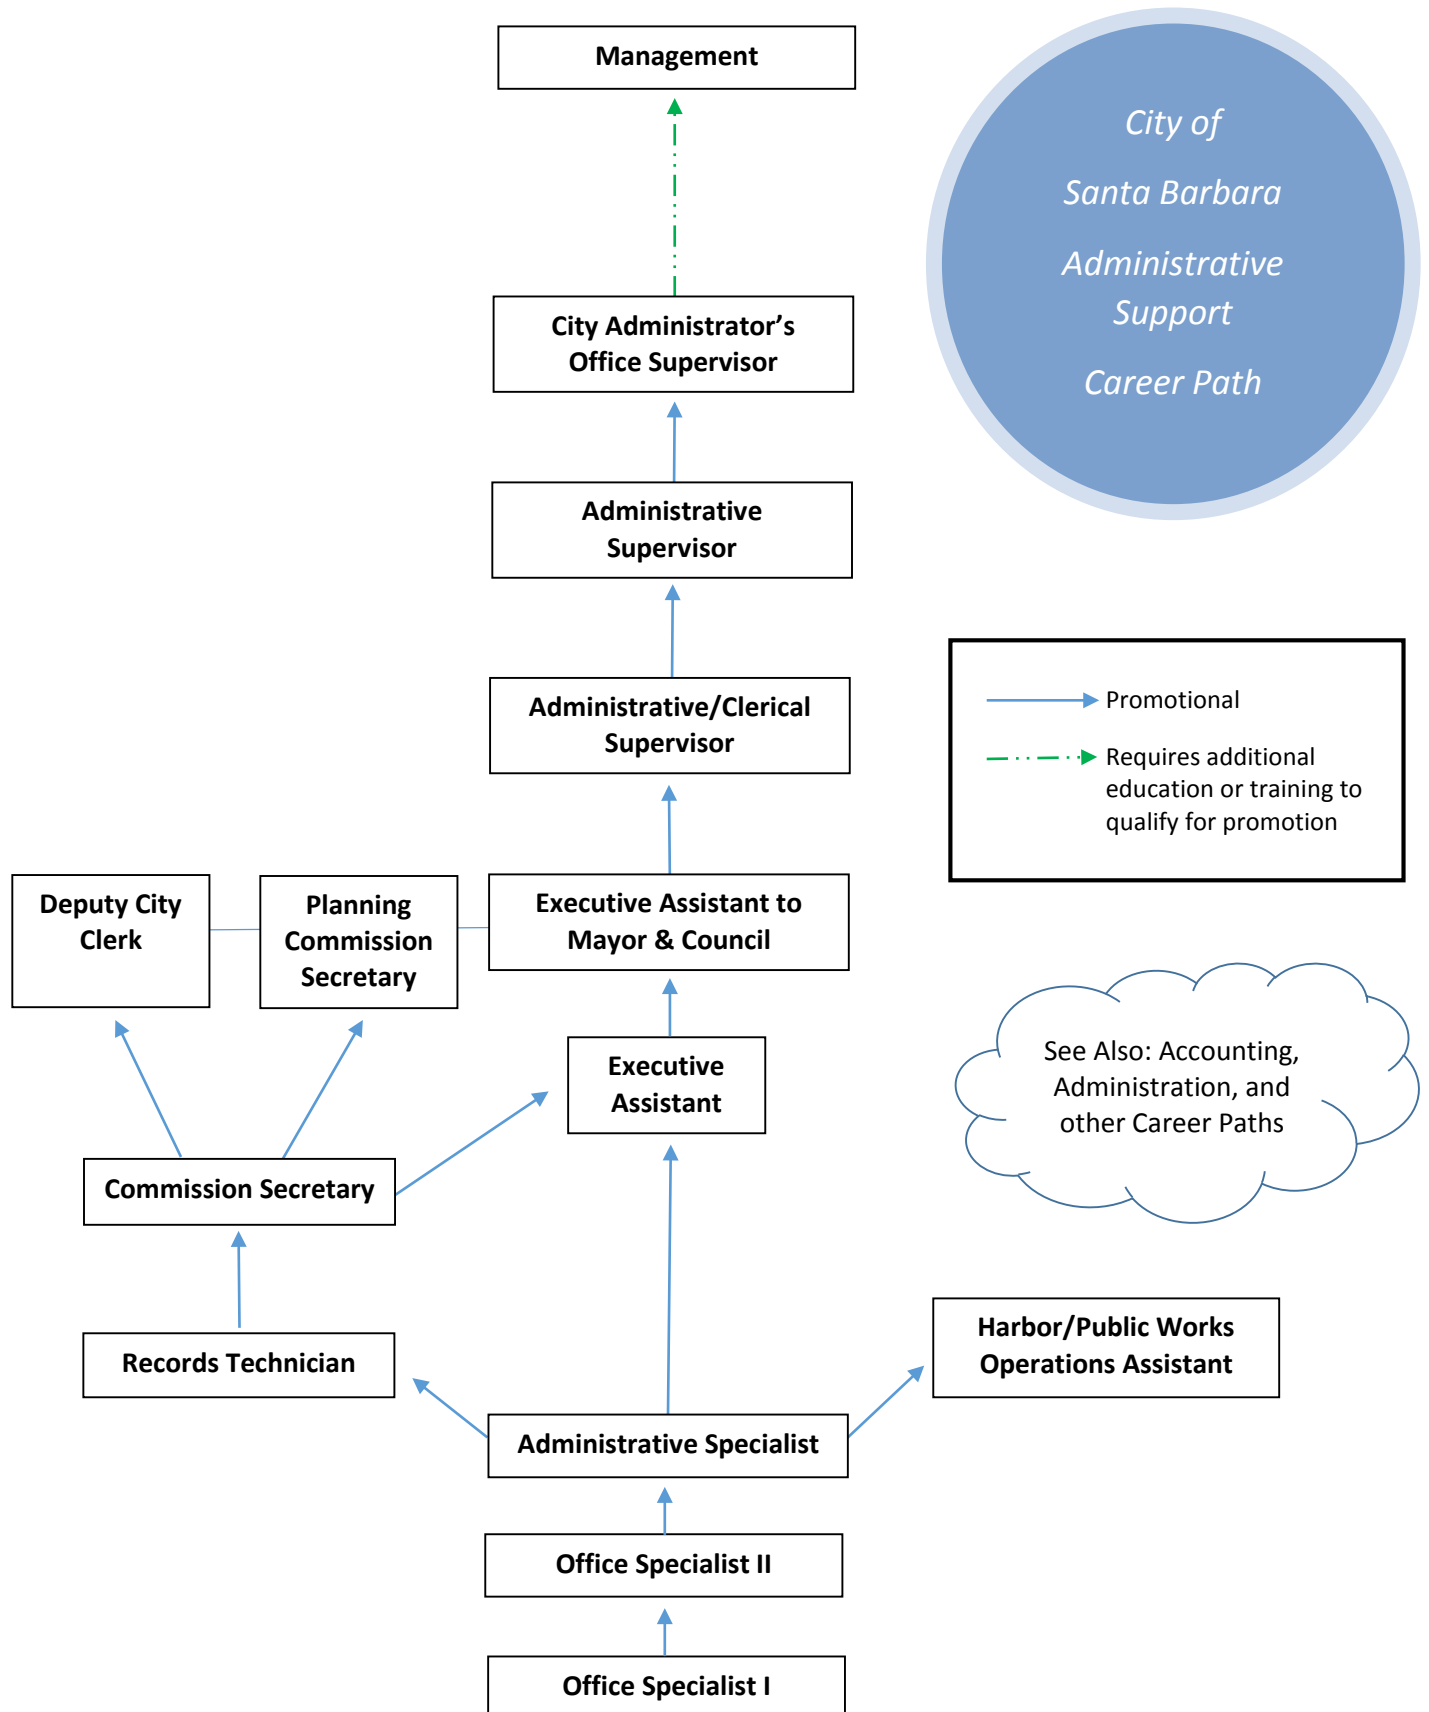 Management
City of
Santa Barbara
Administrative
Support
Career Path
City Administrator’s
Office Supervisor
Administrative
Supervisor
Administrative/Clerical
Supervisor
Promotional
Requires additional
education or training to
qualify for promotion
Deputy City
Clerk
Planning
Commission
Secretary
Executive Assistant to
Mayor & Council
Executive
Assistant
See Also: Accounting,
Administration, and
other Career Paths
Commission Secretary
Records Technician
Harbor/Public Works
Operations Assistant
Administrative Specialist
Office Specialist II
Office Specialist I